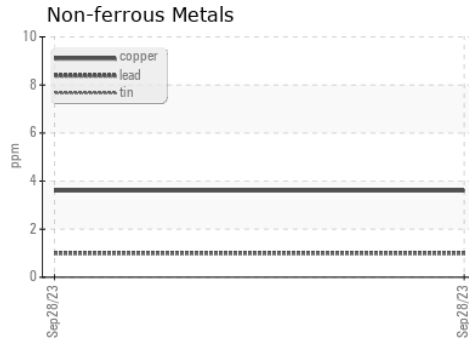 Non-ferrous Metals
10
8
6
4
2
0
ppm
copper
lead
tin
Sep28/23
Sep28/23